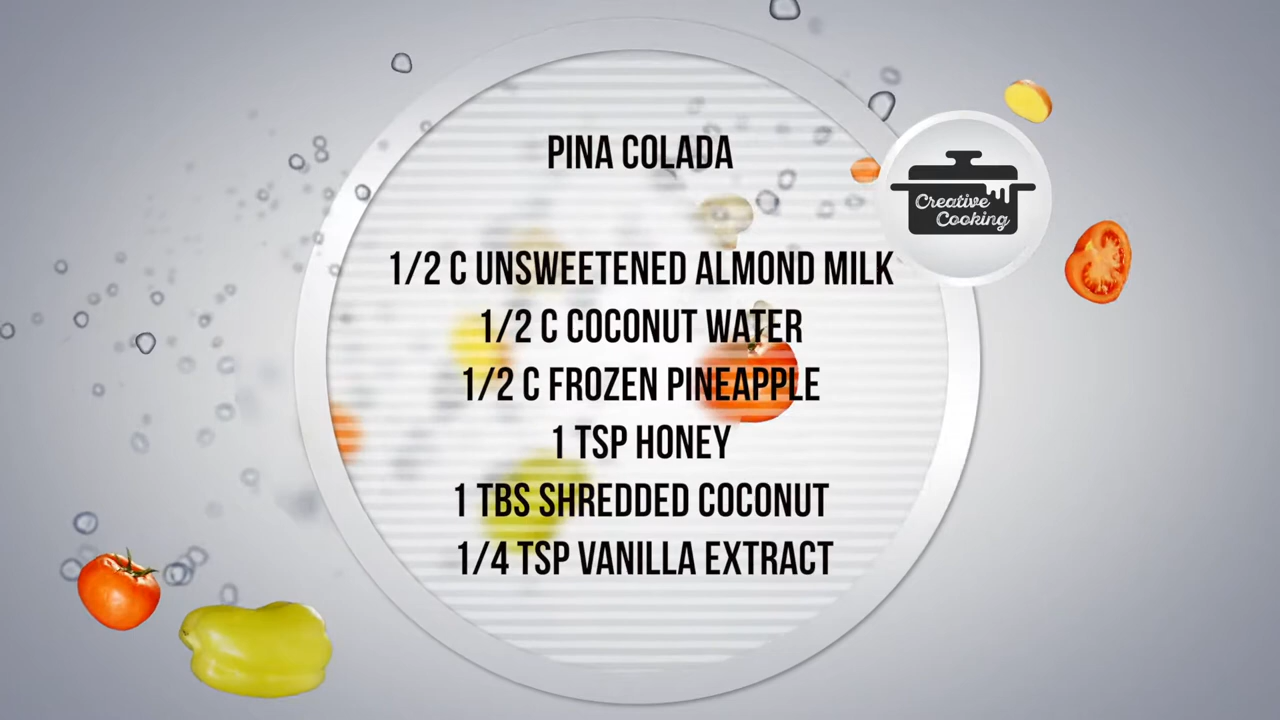 PINA COLADA
Creative
Cooking
1/2 C UNSWEETENED ALMOND MILK
1/2 C COCONUT WATER
1/2 C FROZEN PINEAPPLE
1 TSP HONEY
1 TBS SHREDDED COCONUT
1/4 TSP VANILLA EXTRACT